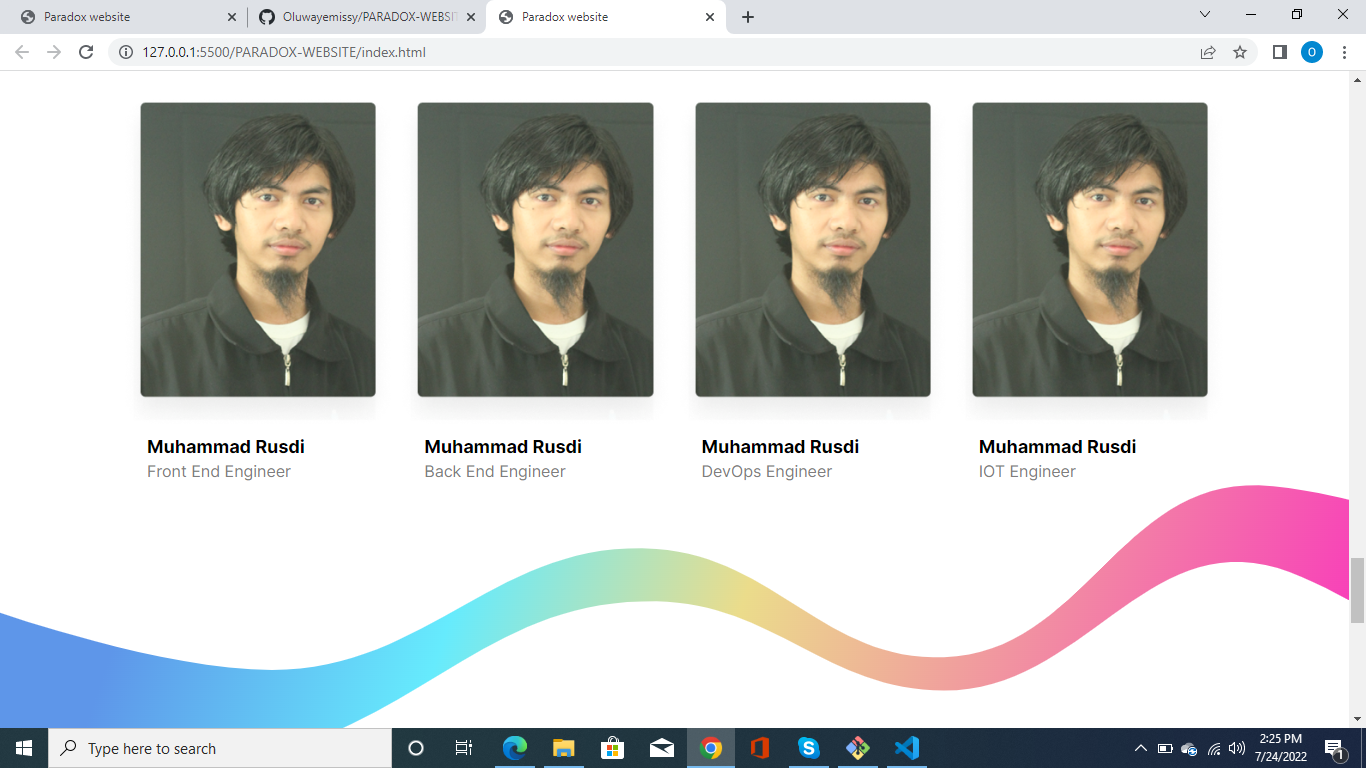 Paradox website
Oluwayemissy/PARADOX-WEBSIT
Paradox website
127.0.0.1:5500/PARADOX-WEBSITE/index.html
O
Muhammad Rusdi
Front End Engineer
Muhammad Rusdi
Back End Engineer
Muhammad Rusdi
DevOps Engineer
Muhammad Rusdi
IOT Engineer
Type here to search
2:25 PM
7/24/2022
1